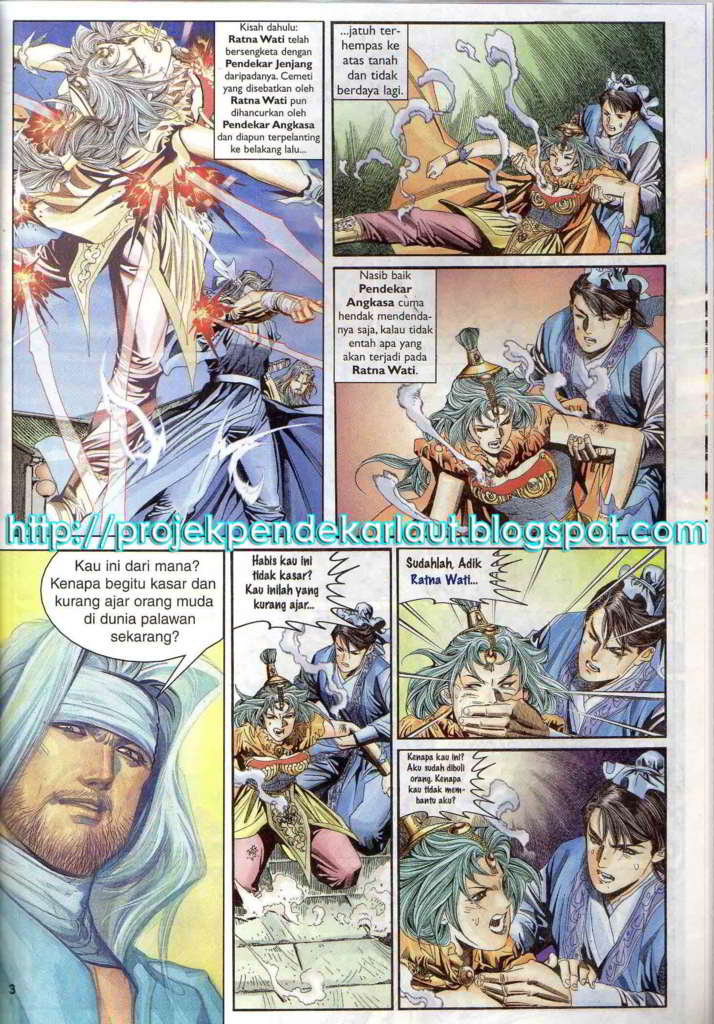 Kisah dahulu:
Ratna Wati telah
bersengketa dengan
Pendekar Jenjang
daripadanya. Cemeti
yang disebatkan oleh
Ratna Wati pun
dihancurkan oleh
Pendekar Angkasa
dan diapun terpelanting
ke belakang lalu...
...jatuh ter-
hempas ke
atas tanah
dan tidak
berdaya lagi.
Nasib baik
Pendekar
Angkasa cuma
hendak mendenda-
nya saja, kalau tidak
entah apa yang
akan terjadi pada
Ratna Wati.
http://projekpendekarlaut.blogspot.com
Kau ini dari mana?
Kenapa begitu kasar dan
kurang ajar orang muda
di dunia palawan
sekarang?
Habis kau ini
tidak kasar?
Kau inilah yang
kurang ajar...
Sudahlah, Adik
Ratna Wati...
Kenapa kau ini?
Aku sudah dibuli
orang. Kenapa
kau tidak mem-
bantu aku?
3